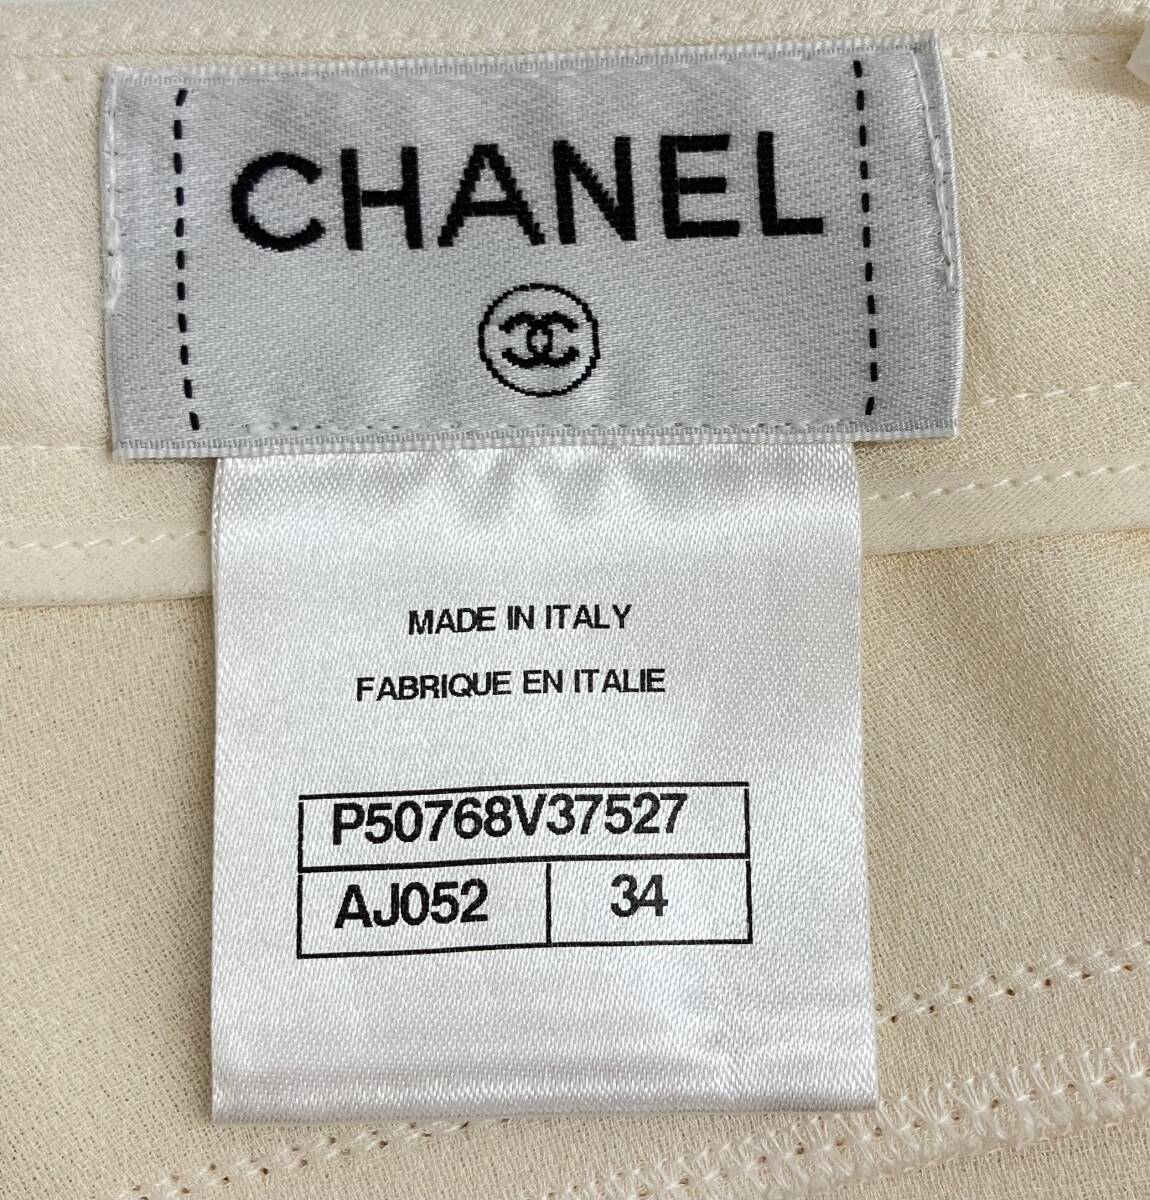 CHANEL
MADE IN ITALY
FABRIQUE EN ITALIE
P50768V37527
AJ052 34